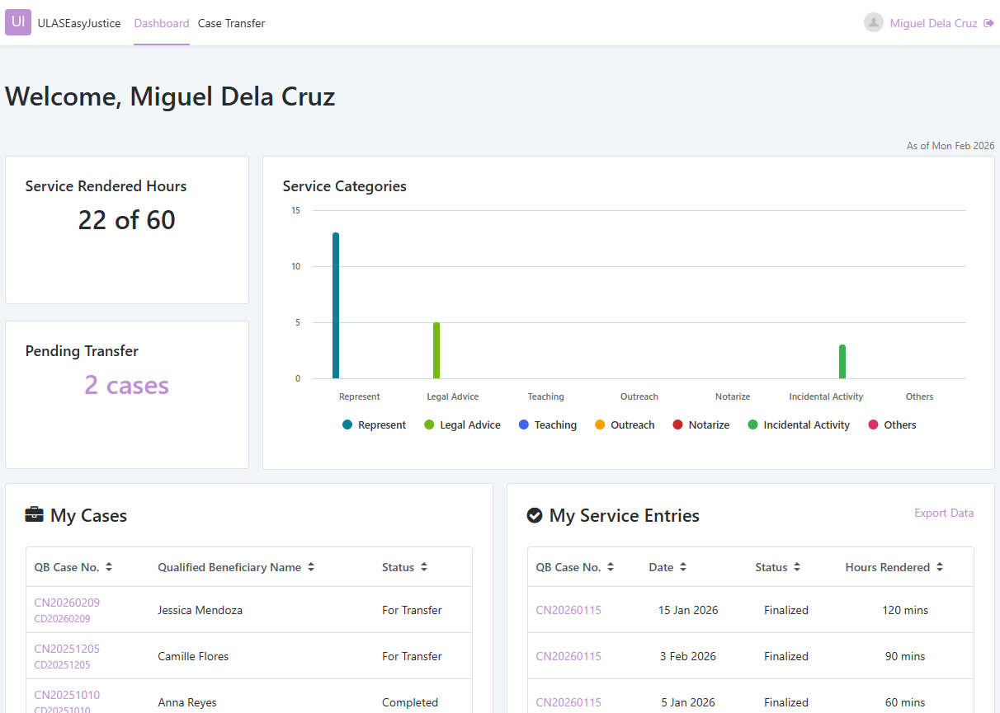 UI ULASEasyJustice Dashboard Case Transfer Miguel Dela Cruz
Welcome, Miguel Dela Cruz
As of Mon Feb 2026
Service Rendered Hours
22 of 60
Pending Transfer
2 cases
Service Categories
15
10
5
0
Represent Legal Advice Teaching Outreach Notarize Incidental Activity Others
Represent Legal Advice Teaching Outreach Notarize Incidental Activity Others
My Cases
QB Case No. Qualified Beneficiary Name Status
CN20260209
CD20260209
Jessica Mendoza For Transfer
CN20251205
CD20251205
Camille Flores For Transfer
CN20251010
CD20251010
Anna Reyes Completed
My Service Entries
Export Data
QB Case No. Date Status Hours Rendered
CN20260115 15 Jan 2026 Finalized 120 mins
CN20260115 3 Feb 2026 Finalized 90 mins
CN20260115 5 Jan 2026 Finalized 60 mins